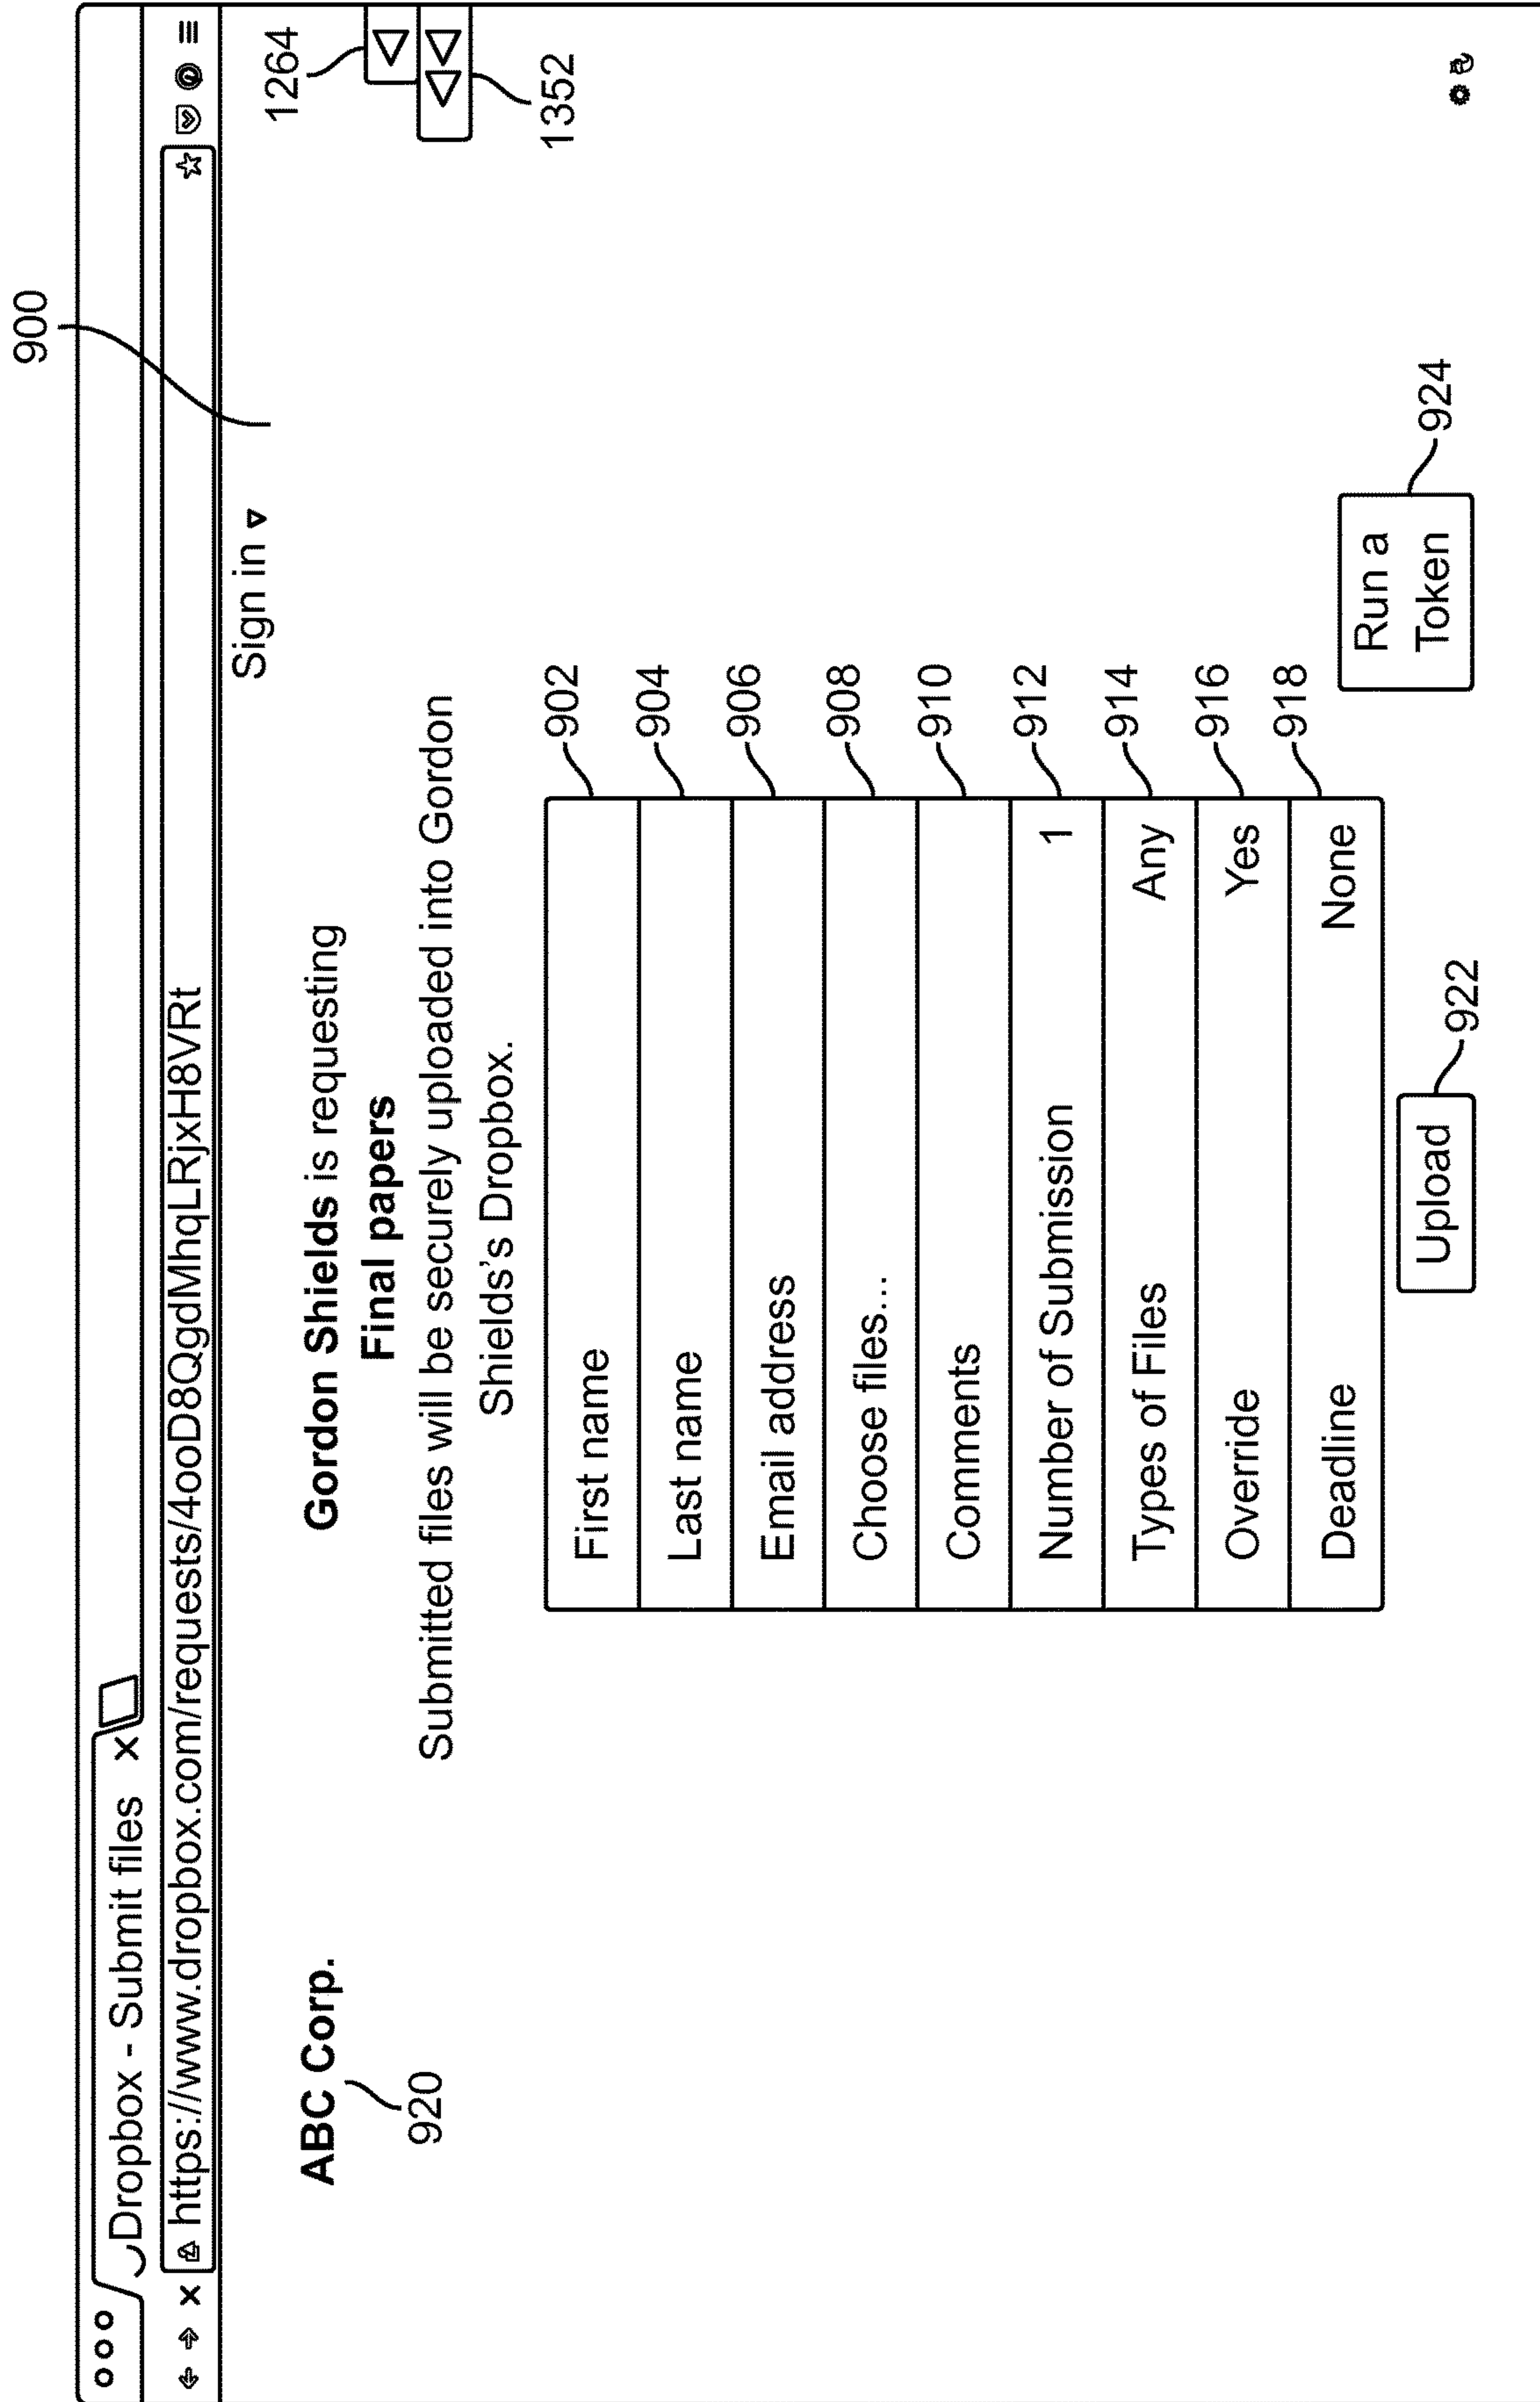 900
Dropbox - Submit files
https://www.dropbox.com/requests/4ooD8QgdMhqLRjxH8VRt
Sign in
1264
1352
ABC Corp.
920
Gordon Shields is requesting
Final papers
Submitted files will be securely uploaded into Gordon
Shields's Dropbox.
First name 902
Last name 904
Email address 906
Choose files... 908
Comments 910
Number of Submission 1 912
Types of Files Any 914
Override Yes 916
Deadline None 918
Upload 922
Run a
Token
924